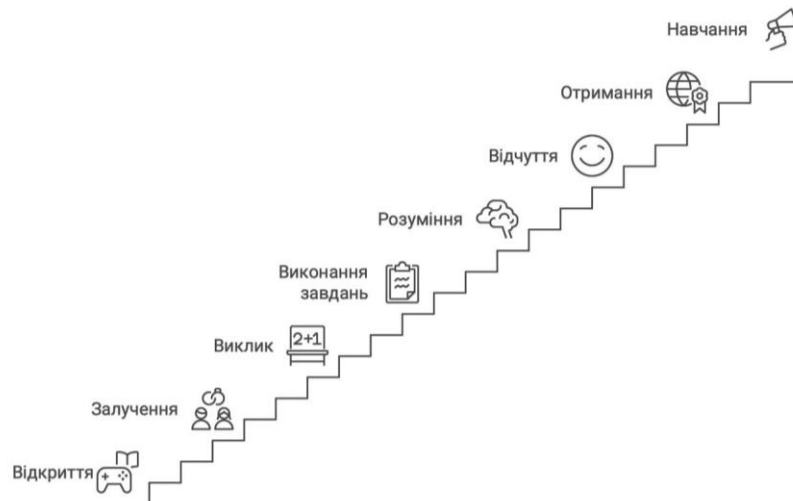 Навчання
Отримання
Відчуття
Розуміння
Виконання
завдань
Виклик
2+1
Залучення
Відкриття